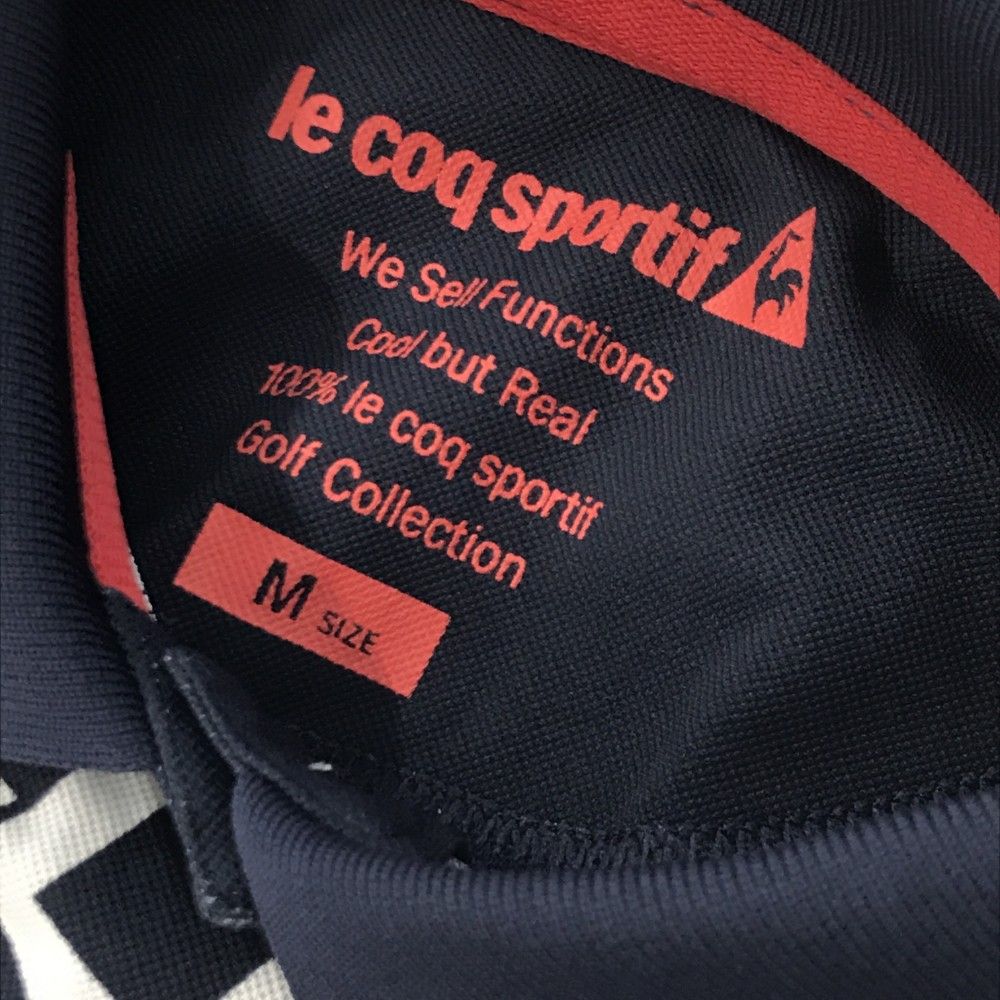 le coq sportif
We Sell Functions
Cool but Real
100% le coq sportif
Golf Collection
M SIZE